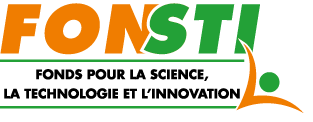 FONSTI
FONDS POUR LA SCIENCE,
LA TECHNOLOGIE ET L'INNOVATION